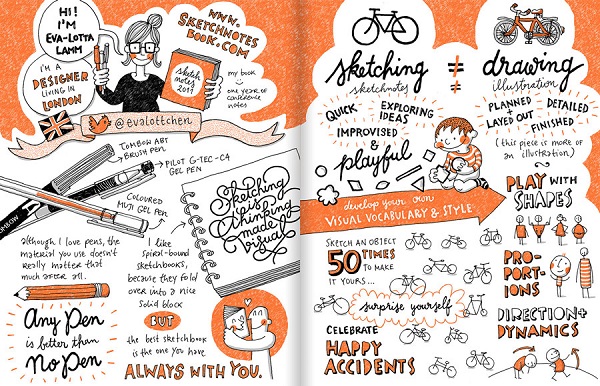 HI!
I'M
EVA-LOTTA
LAMM
WWW.
SKETCHNOTES
BOOK.COM
I'M A
DESIGNER
LIVING IN
LONDON
sketch
notes
2011
my book
one year of
conference
notes
@evalottchen
TOMBOW ABT
BRUSH PEN
PILOT G-TEC-C4
GEL PEN
COLOURED
MUJI GEL PEN
TOMBOW
Sketching
is
Thinking
made
Visual
although I love pens, the
material you use doesn't
really matter that
much after all..
I like
spiral-bound
sketchbooks,
because they fold
over into a nice
solid block
Any Pen
is better than
No Pen
BUT
the best sketchbook
is the one you have
ALWAYS WITH YOU.
sketching
sketchnotes
≠
drawing
illustration
QUICK
EXPLORING
IDEAS
IMPROVISED
&
playful
PLANNED
&
LAYED OUT
DETAILED
FINISHED
(this piece is more of
an illustration)
develop your own
VISUAL VOCABULARY & STYLE
SKETCH AN OBJECT
50 TIMES
TO MAKE
IT YOURS...
surprise yourself
CELEBRATE
HAPPY
ACCIDENTS
PLAY WITH
SHAPES
PRO-
PORT-
IONS
DIRECTION+
DYNAMICS